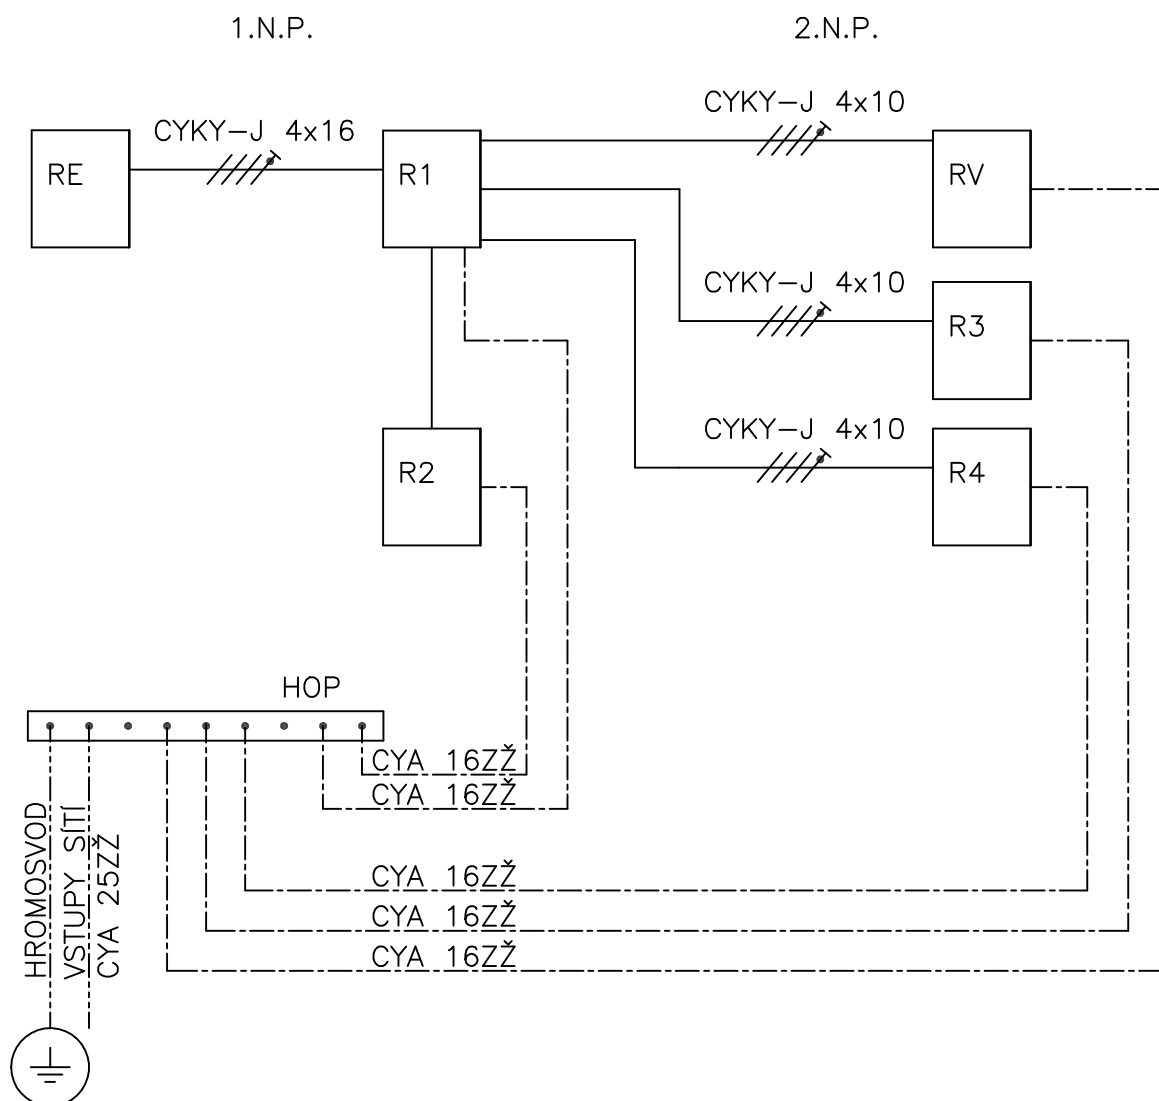 1.N.P.
2.N.P.
CYKY-J 4x10
CYKY-J 4x16
RE
R1
RV
CYKY-J 4x10
R3
CYKY-J 4x10
R2
R4
HOP
CYA 16ZŽ
CYA 16ZŽ
HROMOSVOD
VSTUPY SÍTÍ
CYA 25ZŽ
CYA 16ZŽ
CYA 16ZŽ
CYA 16ZŽ